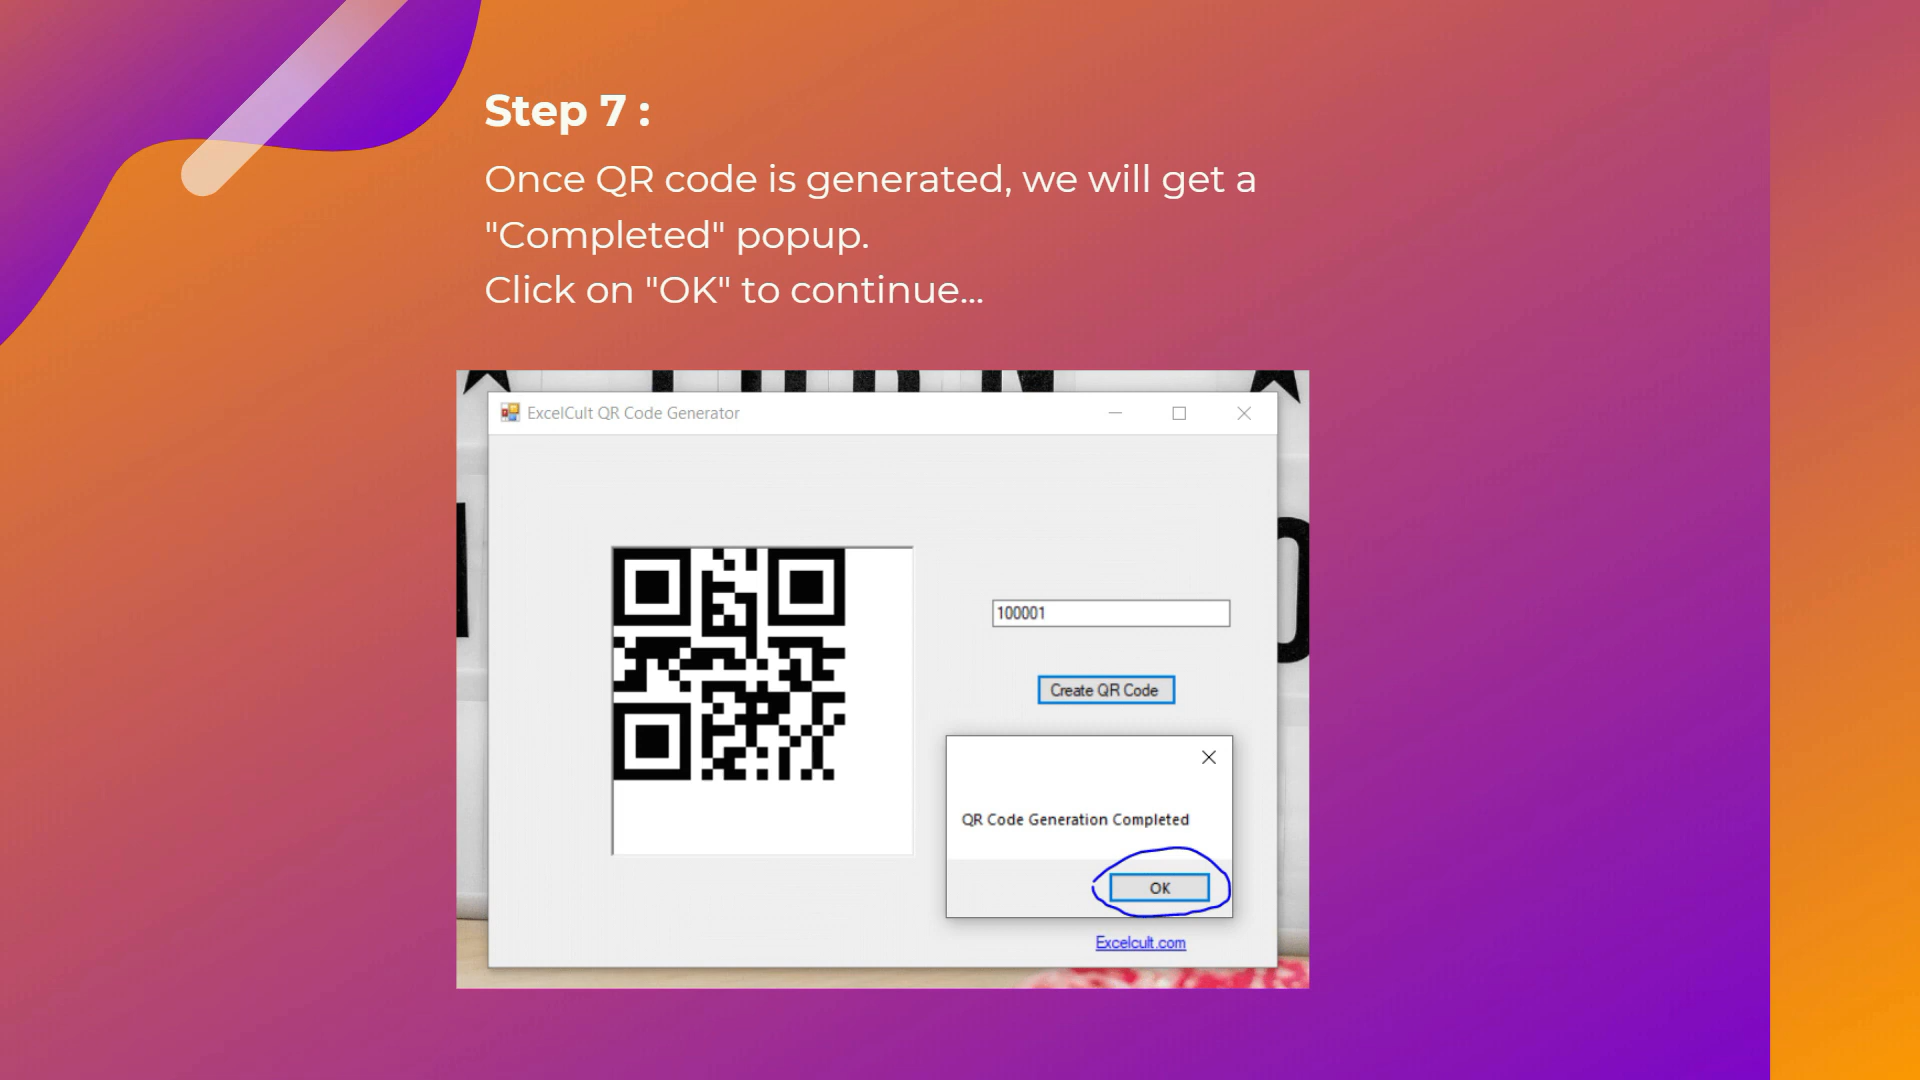 Step 7 :
Once QR code is generated, we will get a
"Completed" popup.
Click on "OK" to continue...
ExcelCult QR Code Generator
100001
Create QR Code
QR Code Generation Completed
OK
Excelcult.com